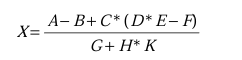 X = A − B + C * ( D * E − F )
G + H * K